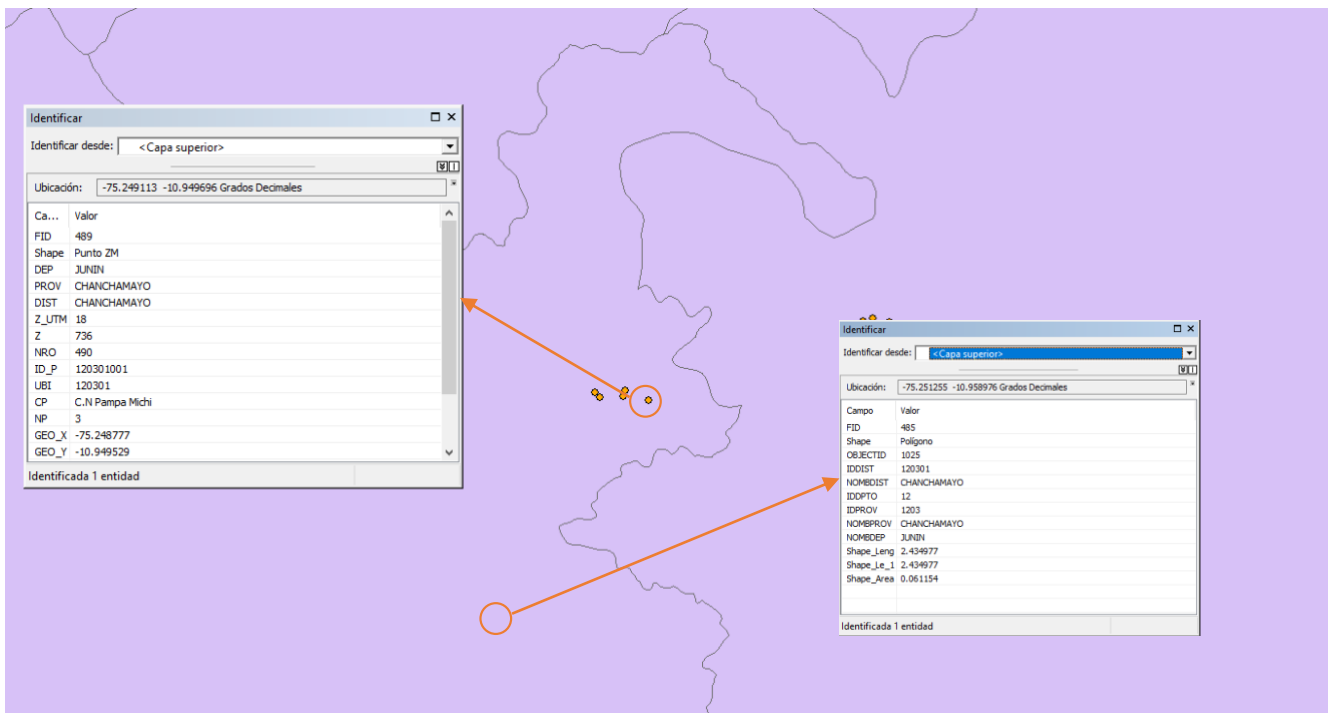 Identificar
Identificar desde: <Capa superior>
Ubicación: -75.249113 -10.949696 Grados Decimales
Ca... Valor
FID 489
Shape Punto ZM
DEP JUNIN
PROV CHANCHAMAYO
DIST CHANCHAMAYO
Z_UTM 18
Z 736
NRO 490
ID_P 120301001
UBI 120301
CP C.N Pampa Michi
NP 3
GEO_X -75.248777
GEO_Y -10.949529
Identificada 1 entidad
Identificar
Identificar desde: <Capa superior>
Ubicación: -75.251255 -10.958976 Grados Decimales
Campo Valor
FID 485
Shape Polígono
OBJECTID 1025
IDDIST 120301
NOMBDIST CHANCHAMAYO
IDDPTO 12
IDPROV 1203
NOMBPROV CHANCHAMAYO
NOMBDEP JUNIN
Shape_Leng 2.434977
Shape_Le_1 2.434977
Shape_Area 0.061154
Identificada 1 entidad